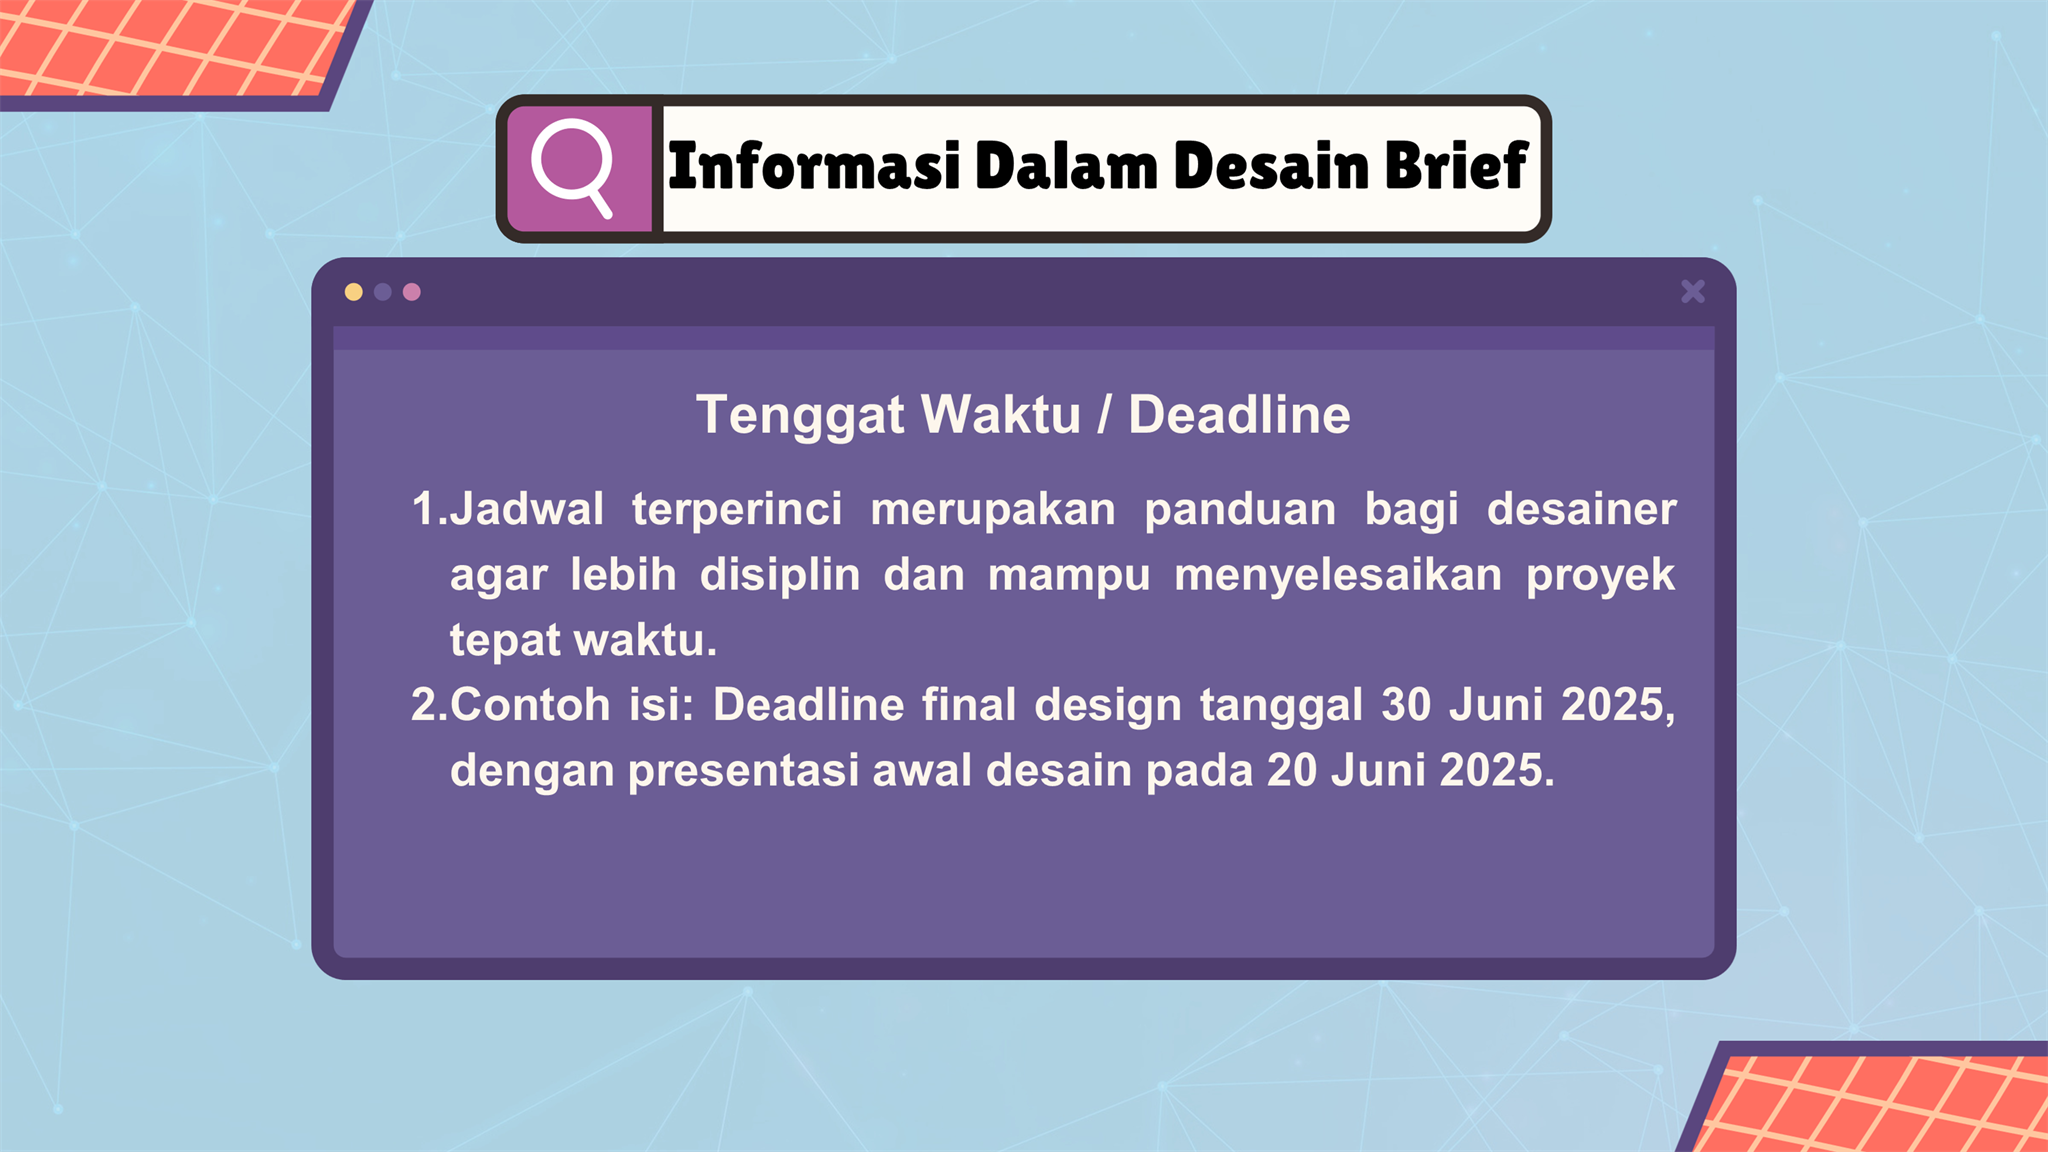 Informasi Dalam Desain Brief
Tenggat Waktu / Deadline
1.Jadwal terperinci merupakan panduan bagi desainer
agar lebih disiplin dan mampu menyelesaikan proyek
tepat waktu.
2.Contoh isi: Deadline final design tanggal 30 Juni 2025,
dengan presentasi awal desain pada 20 Juni 2025.